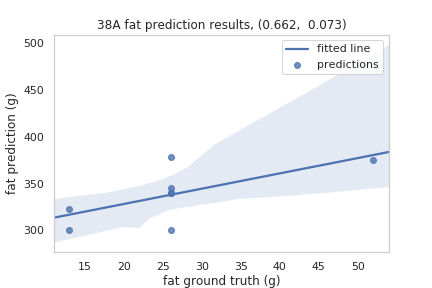 38A fat prediction results, (0.662,  0.073)
fitted line
predictions
fat prediction (g)
500
450
400
350
300
15 20 25 30 35 40 45 50
fat ground truth (g)